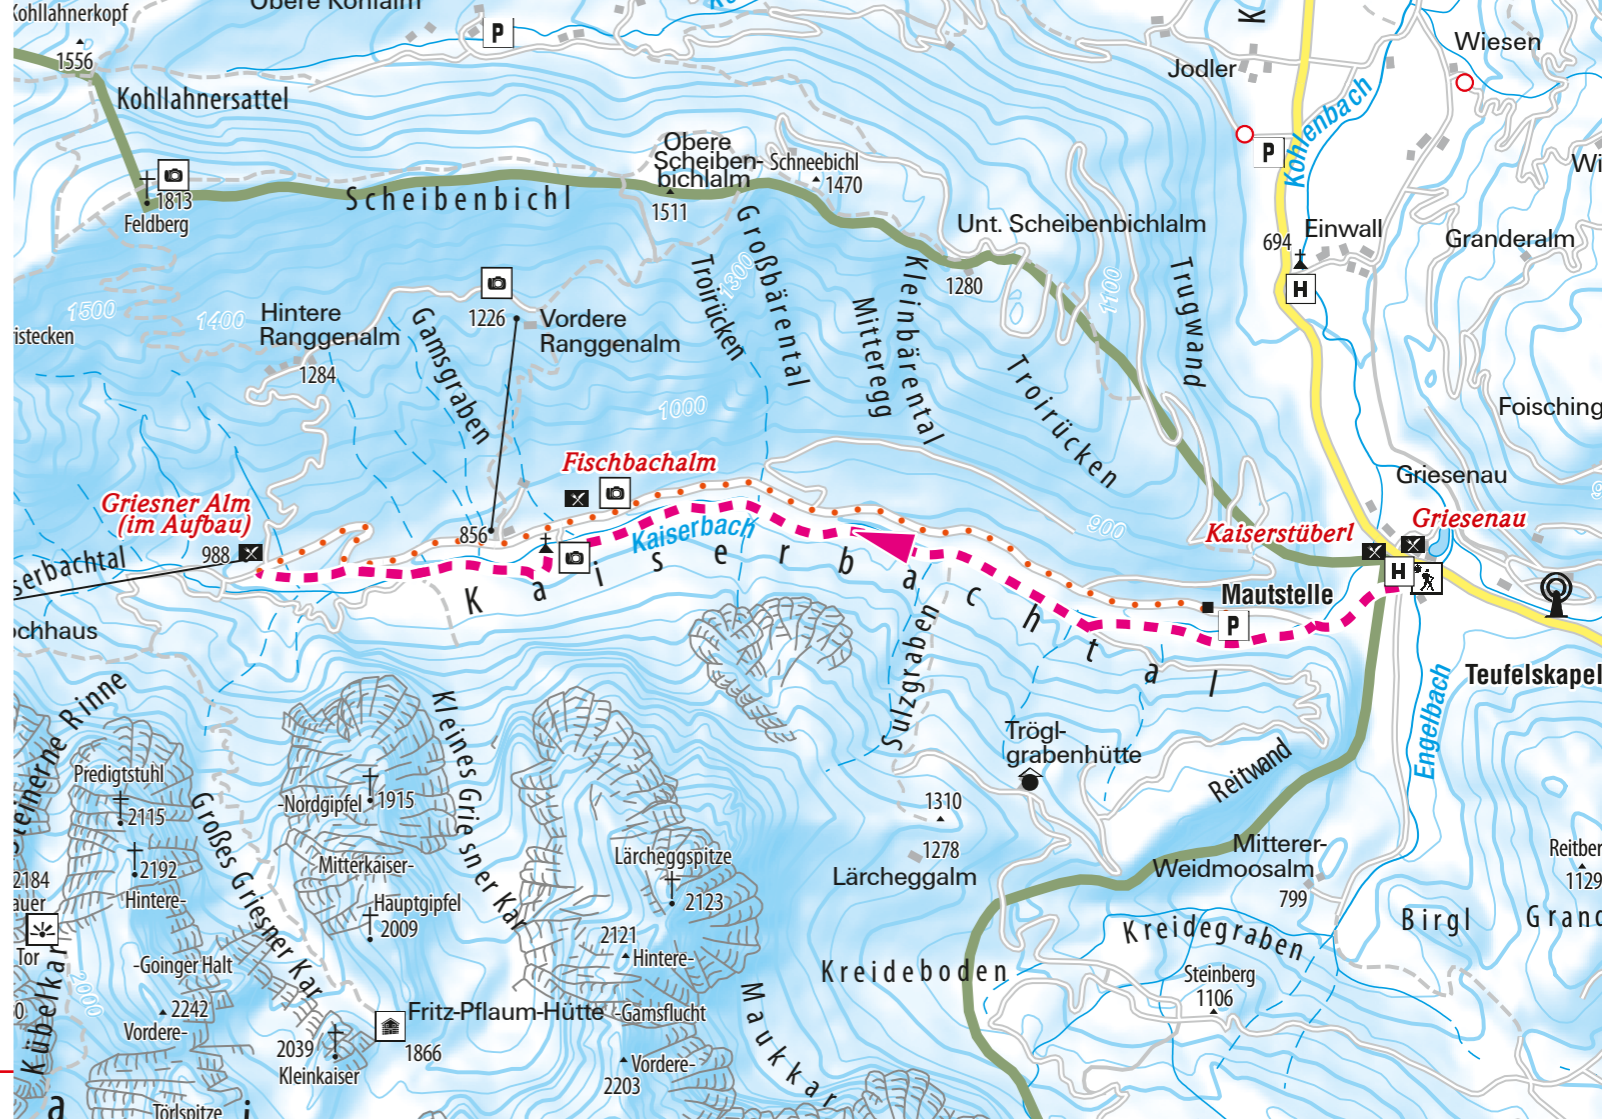 Kohllahnerkopf
1556
Obere Kohlalm
P
K
Wiesen
Jodler
Kohllahnersattel
Kohlenbach
P
Obere
Scheiben-
bichlalm
1511
Schneebichl
1470
1813
Feldberg
Scheibenbichl
Unt. Scheibenbichlalm
694
Einwall
H
Granderalm
Wi
Großbärental
Troirücken
1300
Kleinbärental
Mitteregg
1280
1100
Trugwand
1500
1400
Hintere
Ranggenalm
1284
1226
Vordere
Ranggenalm
Gamsgraben
ristecken
1000
Troirücken
Foisching
Griesenau
900
Fischbachalm
Griesner Alm
(im Aufbau)
988
856
Kaiserbach
Kaiserbachtal
Kaiserstüberl
Griesenau
H
Mautstelle
P
serbachtal
ochhaus
Teufelskapel
Engelbach
Sulzgraben
Trögl-
grabenhütte
Reitwand
Steinerne Rinne
Predigtstuhl
2115
2192
Hintere-
2184
auer
Tor
Großes Griesner Kar
-Nordgipfel
1915
Mitterkaiser-
Hauptgipfel
2009
Kleines Griesner Kar
Lärcheggspitze
2123
2121
Hintere-
-Gamsflucht
Vordere-
2203
1310
1278
Lärcheggalm
Mitterer-
Weidmoosalm
799
Reitber
1129
Birgl
Grand
Kreidegraben
Kreideboden
Steinberg
1106
Maukkar
-Goinger Halt
2242
Vordere-
2000
Kübelkar
Fritz-Pflaum-Hütte
1866
2039
Kleinkaiser
Törlspitze
a
i